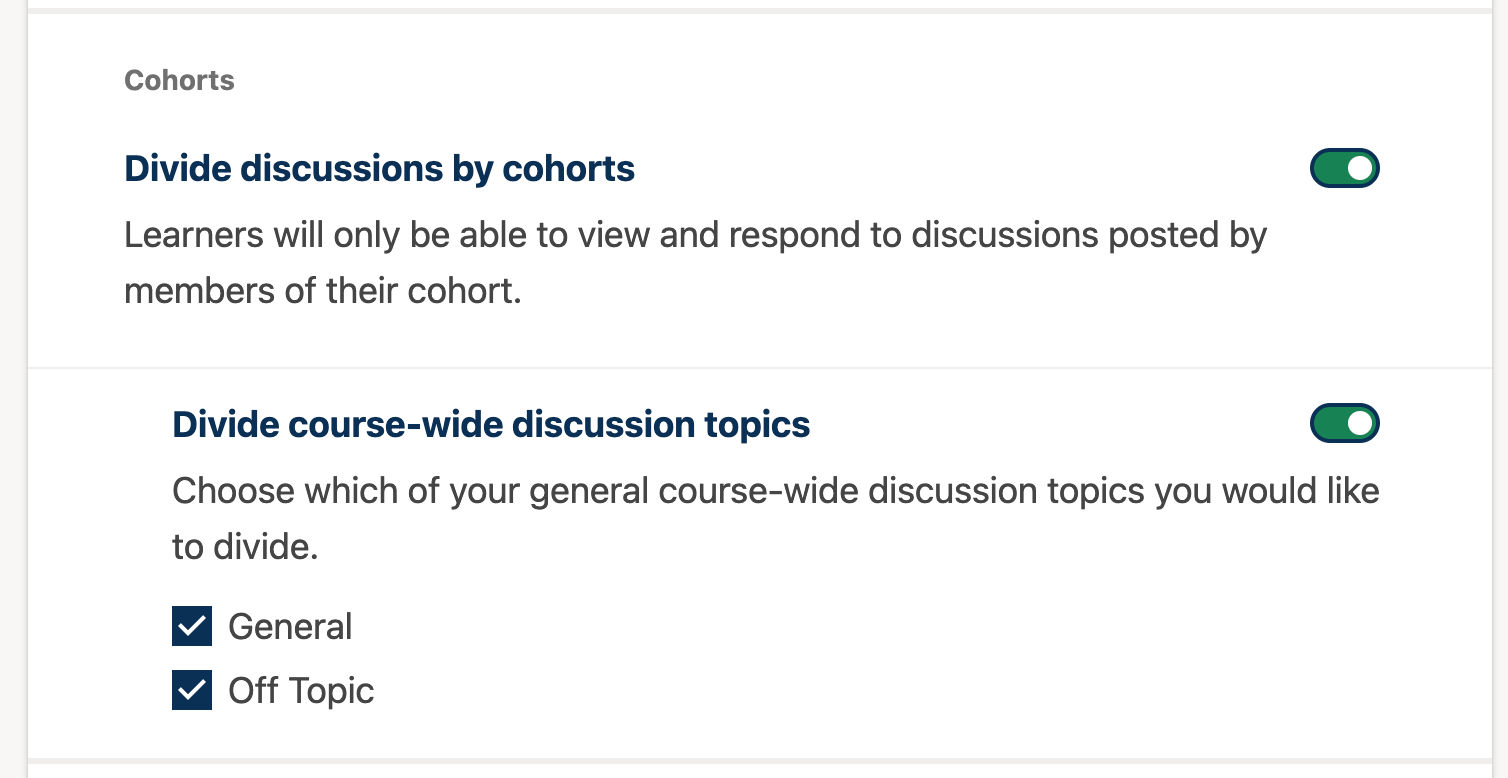 Cohorts
Divide discussions by cohorts
Learners will only be able to view and respond to discussions posted by
members of their cohort.
Divide course-wide discussion topics
Choose which of your general course-wide discussion topics you would like
to divide.
General
Off Topic